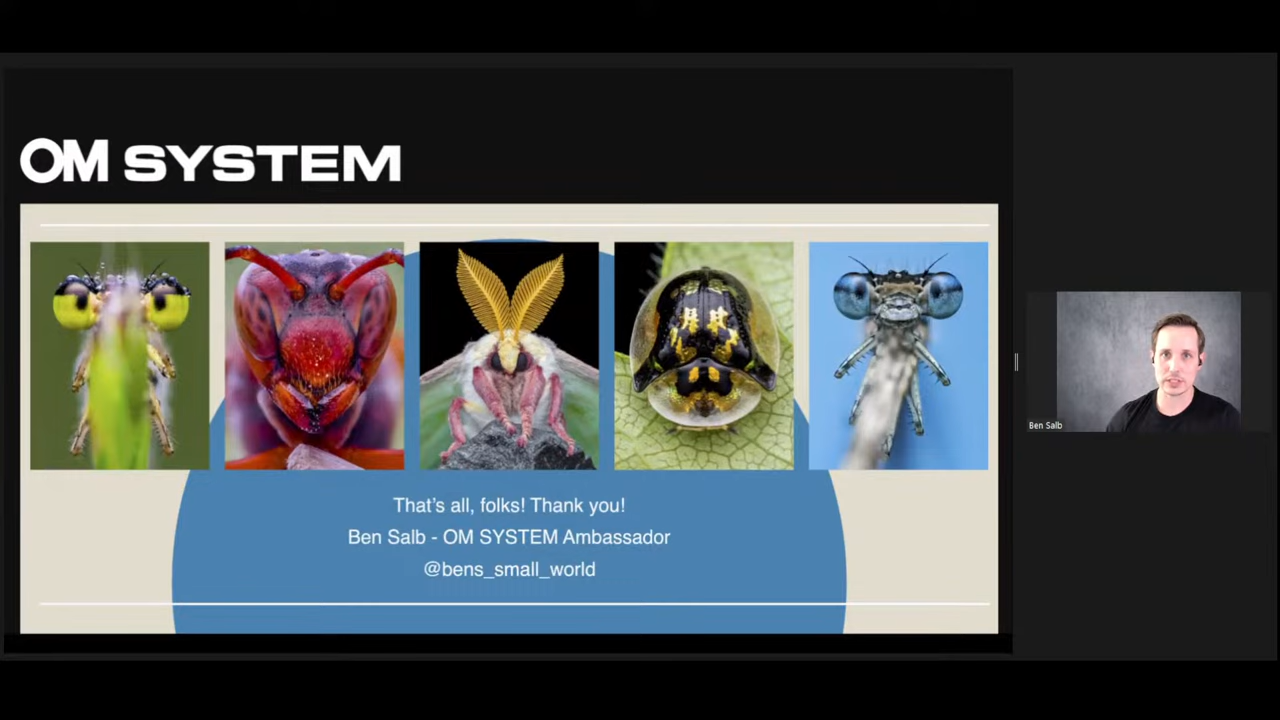 OM SYSTEM
That's all, folks! Thank you!
Ben Salb - OM SYSTEM Ambassador
@bens_small_world
Ben Salb